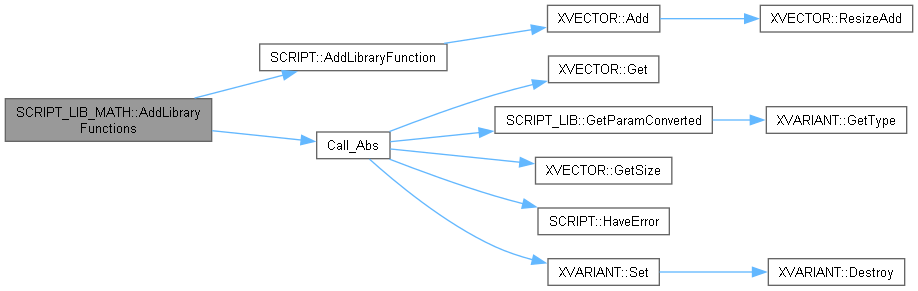 SCRIPT_LIB_MATH::AddLibrary
Functions
SCRIPT::AddLibraryFunction
XVECTOR::Add
XVECTOR::ResizeAdd
Call_Abs
XVECTOR::Get
SCRIPT_LIB::GetParamConverted
XVARIANT::GetType
XVECTOR::GetSize
SCRIPT::HaveError
XVARIANT::Set
XVARIANT::Destroy